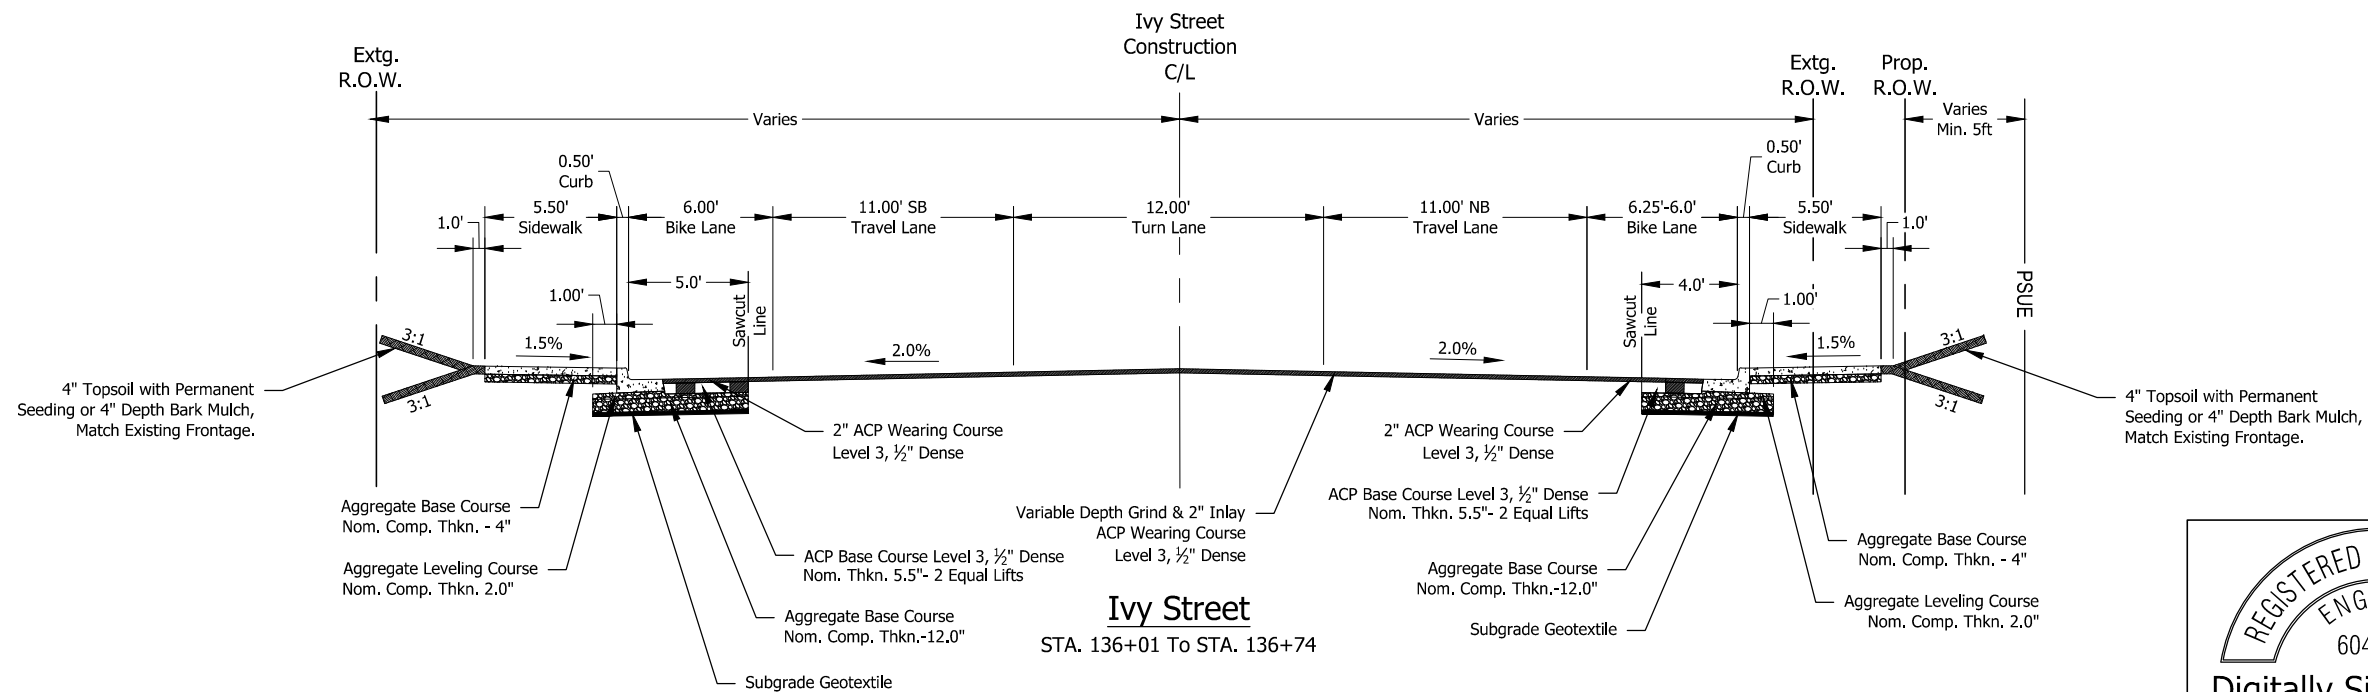 Ivy Street
Construction
C/L
Extg.
R.O.W.
Extg.
R.O.W.
Prop.
R.O.W.
Varies
Varies
Varies
Min. 5ft
0.50'
Curb
0.50'
Curb
1.0'
5.50'
Sidewalk
6.00'
Bike Lane
11.00' SB
Travel Lane
12.00'
Turn Lane
11.00' NB
Travel Lane
6.25'-6.0'
Bike Lane
5.50'
Sidewalk
1.0'
1.00'
5.0'
Sawcut
Line
Sawcut
Line
4.0'
1.00'
PSUE
3:1
3:1
1.5%
2.0%
2.0%
1.5%
3:1
3:1
4" Topsoil with Permanent
Seeding or 4" Depth Bark Mulch,
Match Existing Frontage.
4" Topsoil with Permanent
Seeding or 4" Depth Bark Mulch,
Match Existing Frontage.
2" ACP Wearing Course
Level 3, ½" Dense
2" ACP Wearing Course
Level 3, ½" Dense
Aggregate Base Course
Nom. Comp. Thkn. - 4"
Aggregate Leveling Course
Nom. Comp. Thkn. 2.0"
ACP Base Course Level 3, ½" Dense
Nom. Thkn. 5.5"- 2 Equal Lifts
Aggregate Base Course
Nom. Comp. Thkn.-12.0"
Subgrade Geotextile
Variable Depth Grind & 2" Inlay
ACP Wearing Course
Level 3, ½" Dense
ACP Base Course Level 3, ½" Dense
Nom. Thkn. 5.5"- 2 Equal Lifts
Aggregate Base Course
Nom. Comp. Thkn.-12.0"
Subgrade Geotextile
Aggregate Base Course
Nom. Comp. Thkn. - 4"
Aggregate Leveling Course
Nom. Comp. Thkn. 2.0"
Ivy Street
STA. 136+01 To STA. 136+74
REGISTERED
ENG
604
Digitally Si